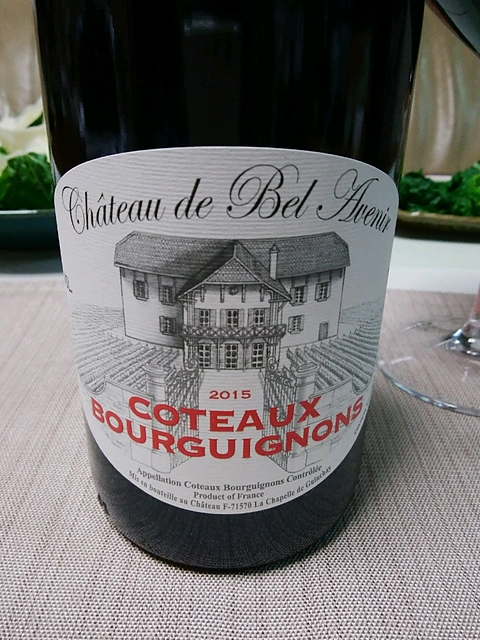 Château de Bel Avenir
2015
COTEAUX
BOURGUIGNONS
Appellation Coteaux Bourguignons Contrôlée
Product of France
Mis en bouteille au Château F-71570 La Chapelle de Guinchay